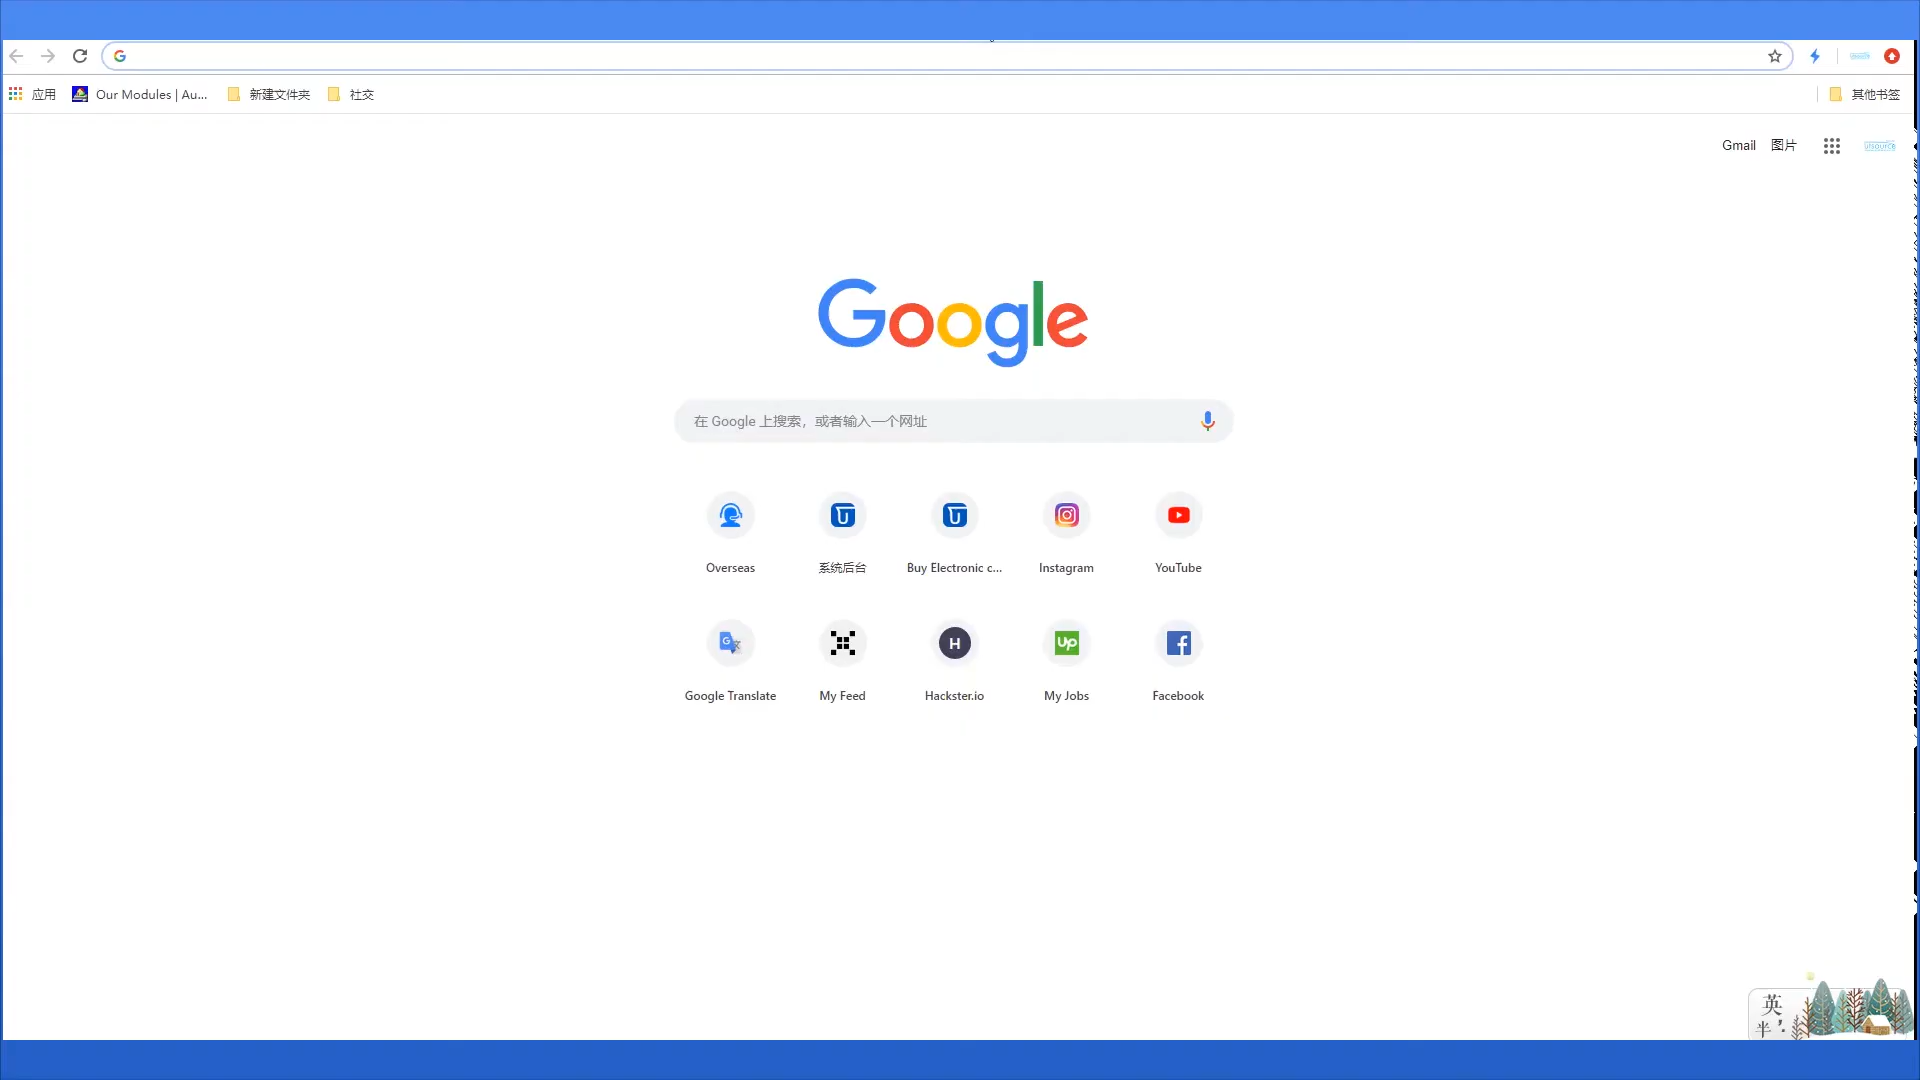 应用
Our Modules | Au...
新建文件夹
社交
其他书签
Gmail
图片
Google
在 Google 上搜索，或者输入一个网址
Overseas
系统后台
Buy Electronic c...
Instagram
YouTube
Google Translate
My Feed
H
Hackster.io
Up
My Jobs
Facebook
英
半